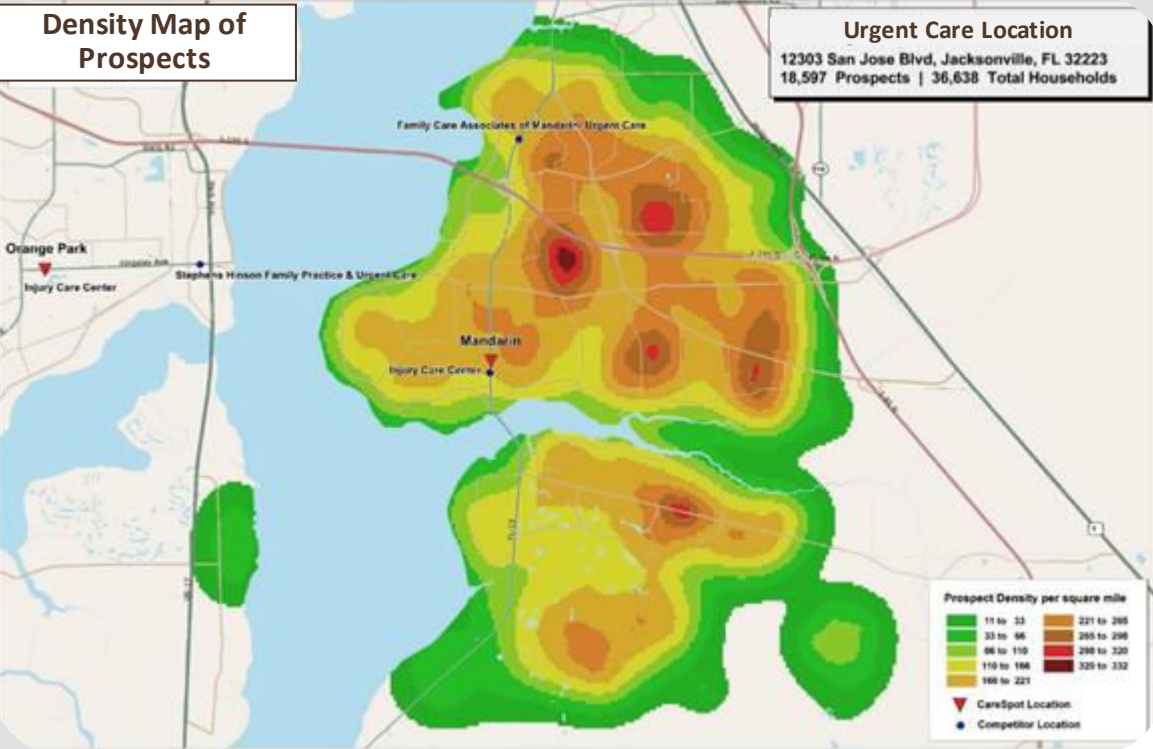 Density Map of
Prospects
Urgent Care Location
12303 San Jose Blvd, Jacksonville, FL 32223
18,597 Prospects | 36,638 Total Households
Family Care Associates of Mandarin Urgent Care
Orange Park
Injury Care Center
Stephens Hinson Family Practice & Urgent Care
Mandarin
Injury Care Center
Prospect Density per square mile
11 to 33
33 to 66
66 to 110
110 to 166
166 to 221
221 to 265
265 to 298
298 to 320
320 to 332
CareSpot Location
Competitor Location